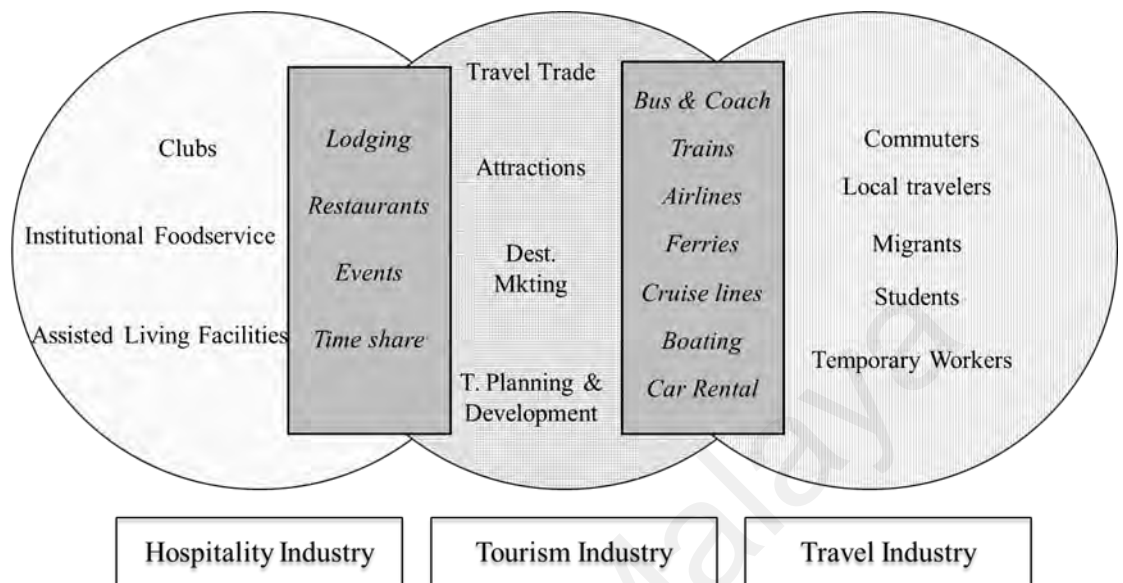 Clubs
Institutional Foodservice
Assisted Living Facilities
Lodging
Restaurants
Events
Time share
Travel Trade
Attractions
Dest.
Mkting
T. Planning &
Development
Bus & Coach
Trains
Airlines
Ferries
Cruise lines
Boating
Car Rental
Commuters
Local travelers
Migrants
Students
Temporary Workers
Malaya
Hospitality Industry
Tourism Industry
Travel Industry